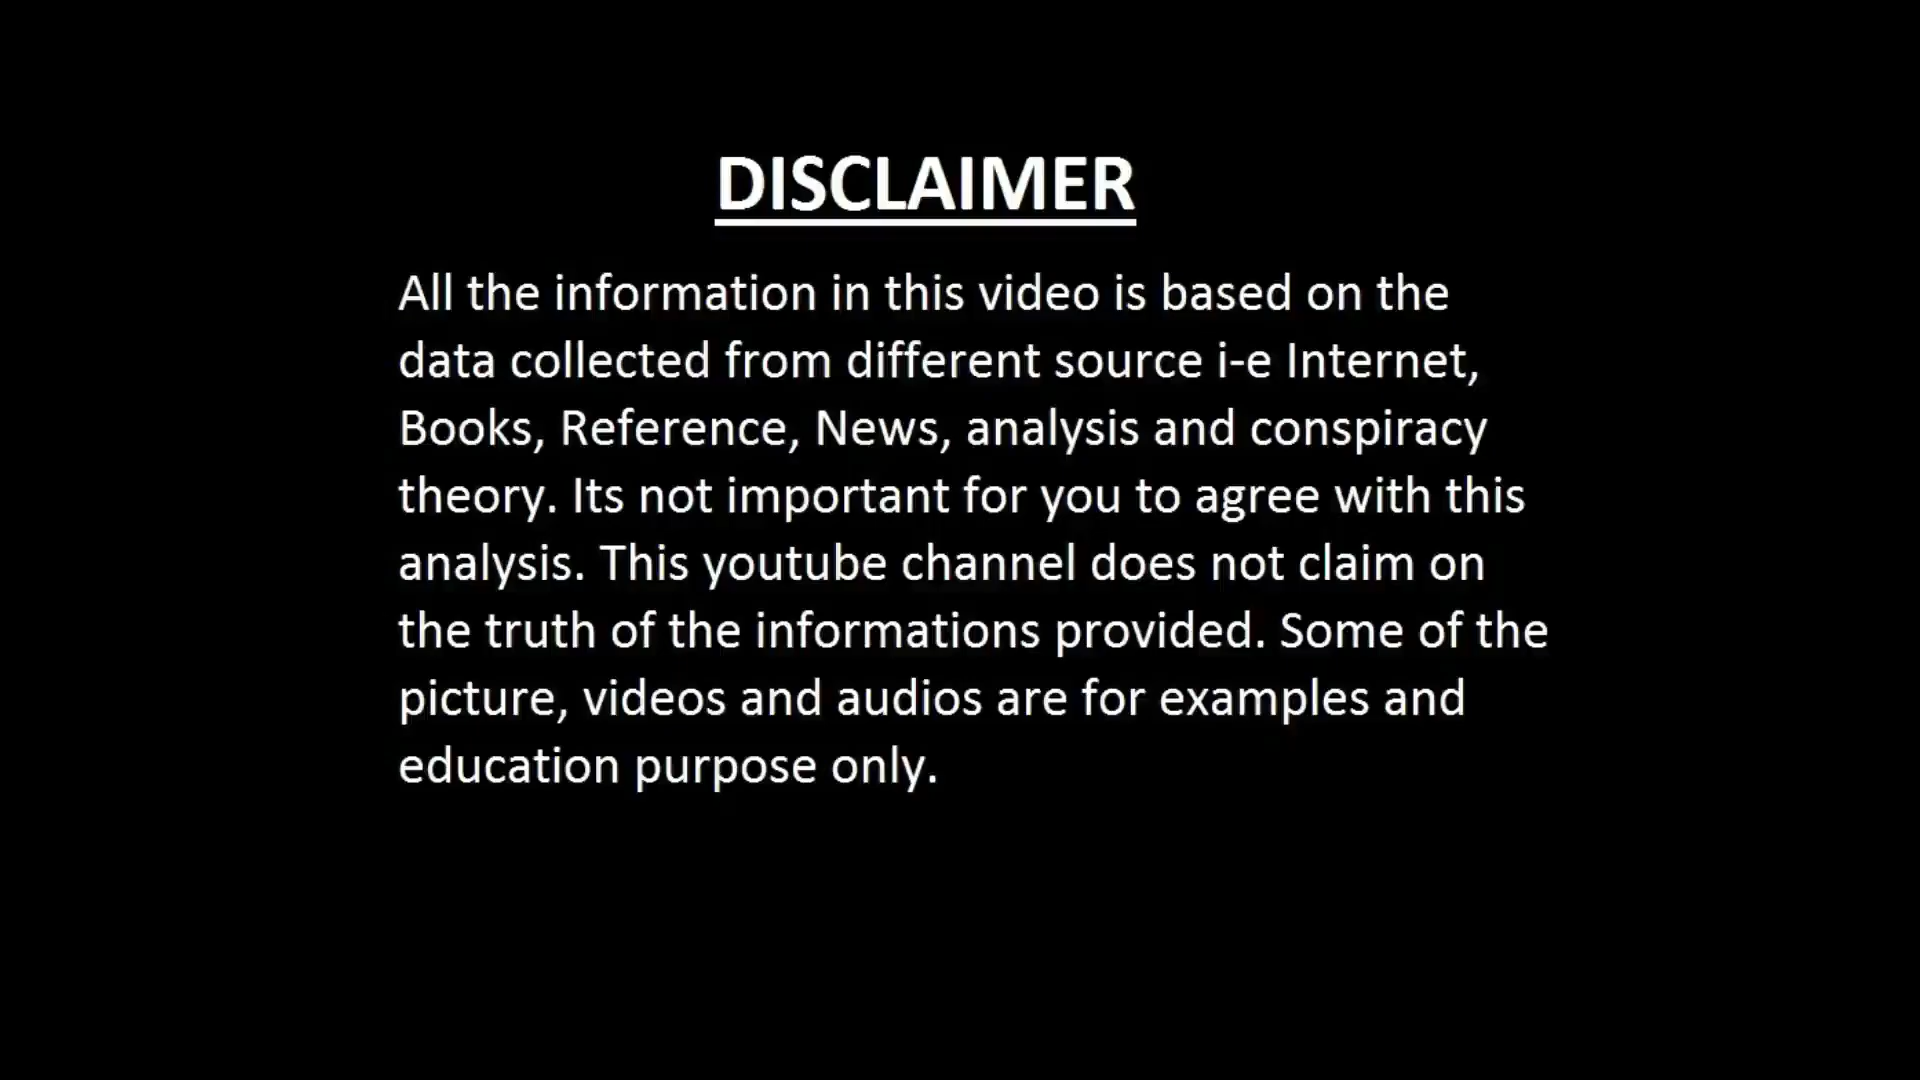 DISCLAIMER
All the information in this video is based on the
data collected from different source i-e Internet,
Books, Reference, News, analysis and conspiracy
theory. Its not important for you to agree with this
analysis. This youtube channel does not claim on
the truth of the informations provided. Some of the
picture, videos and audios are for examples and
education purpose only.